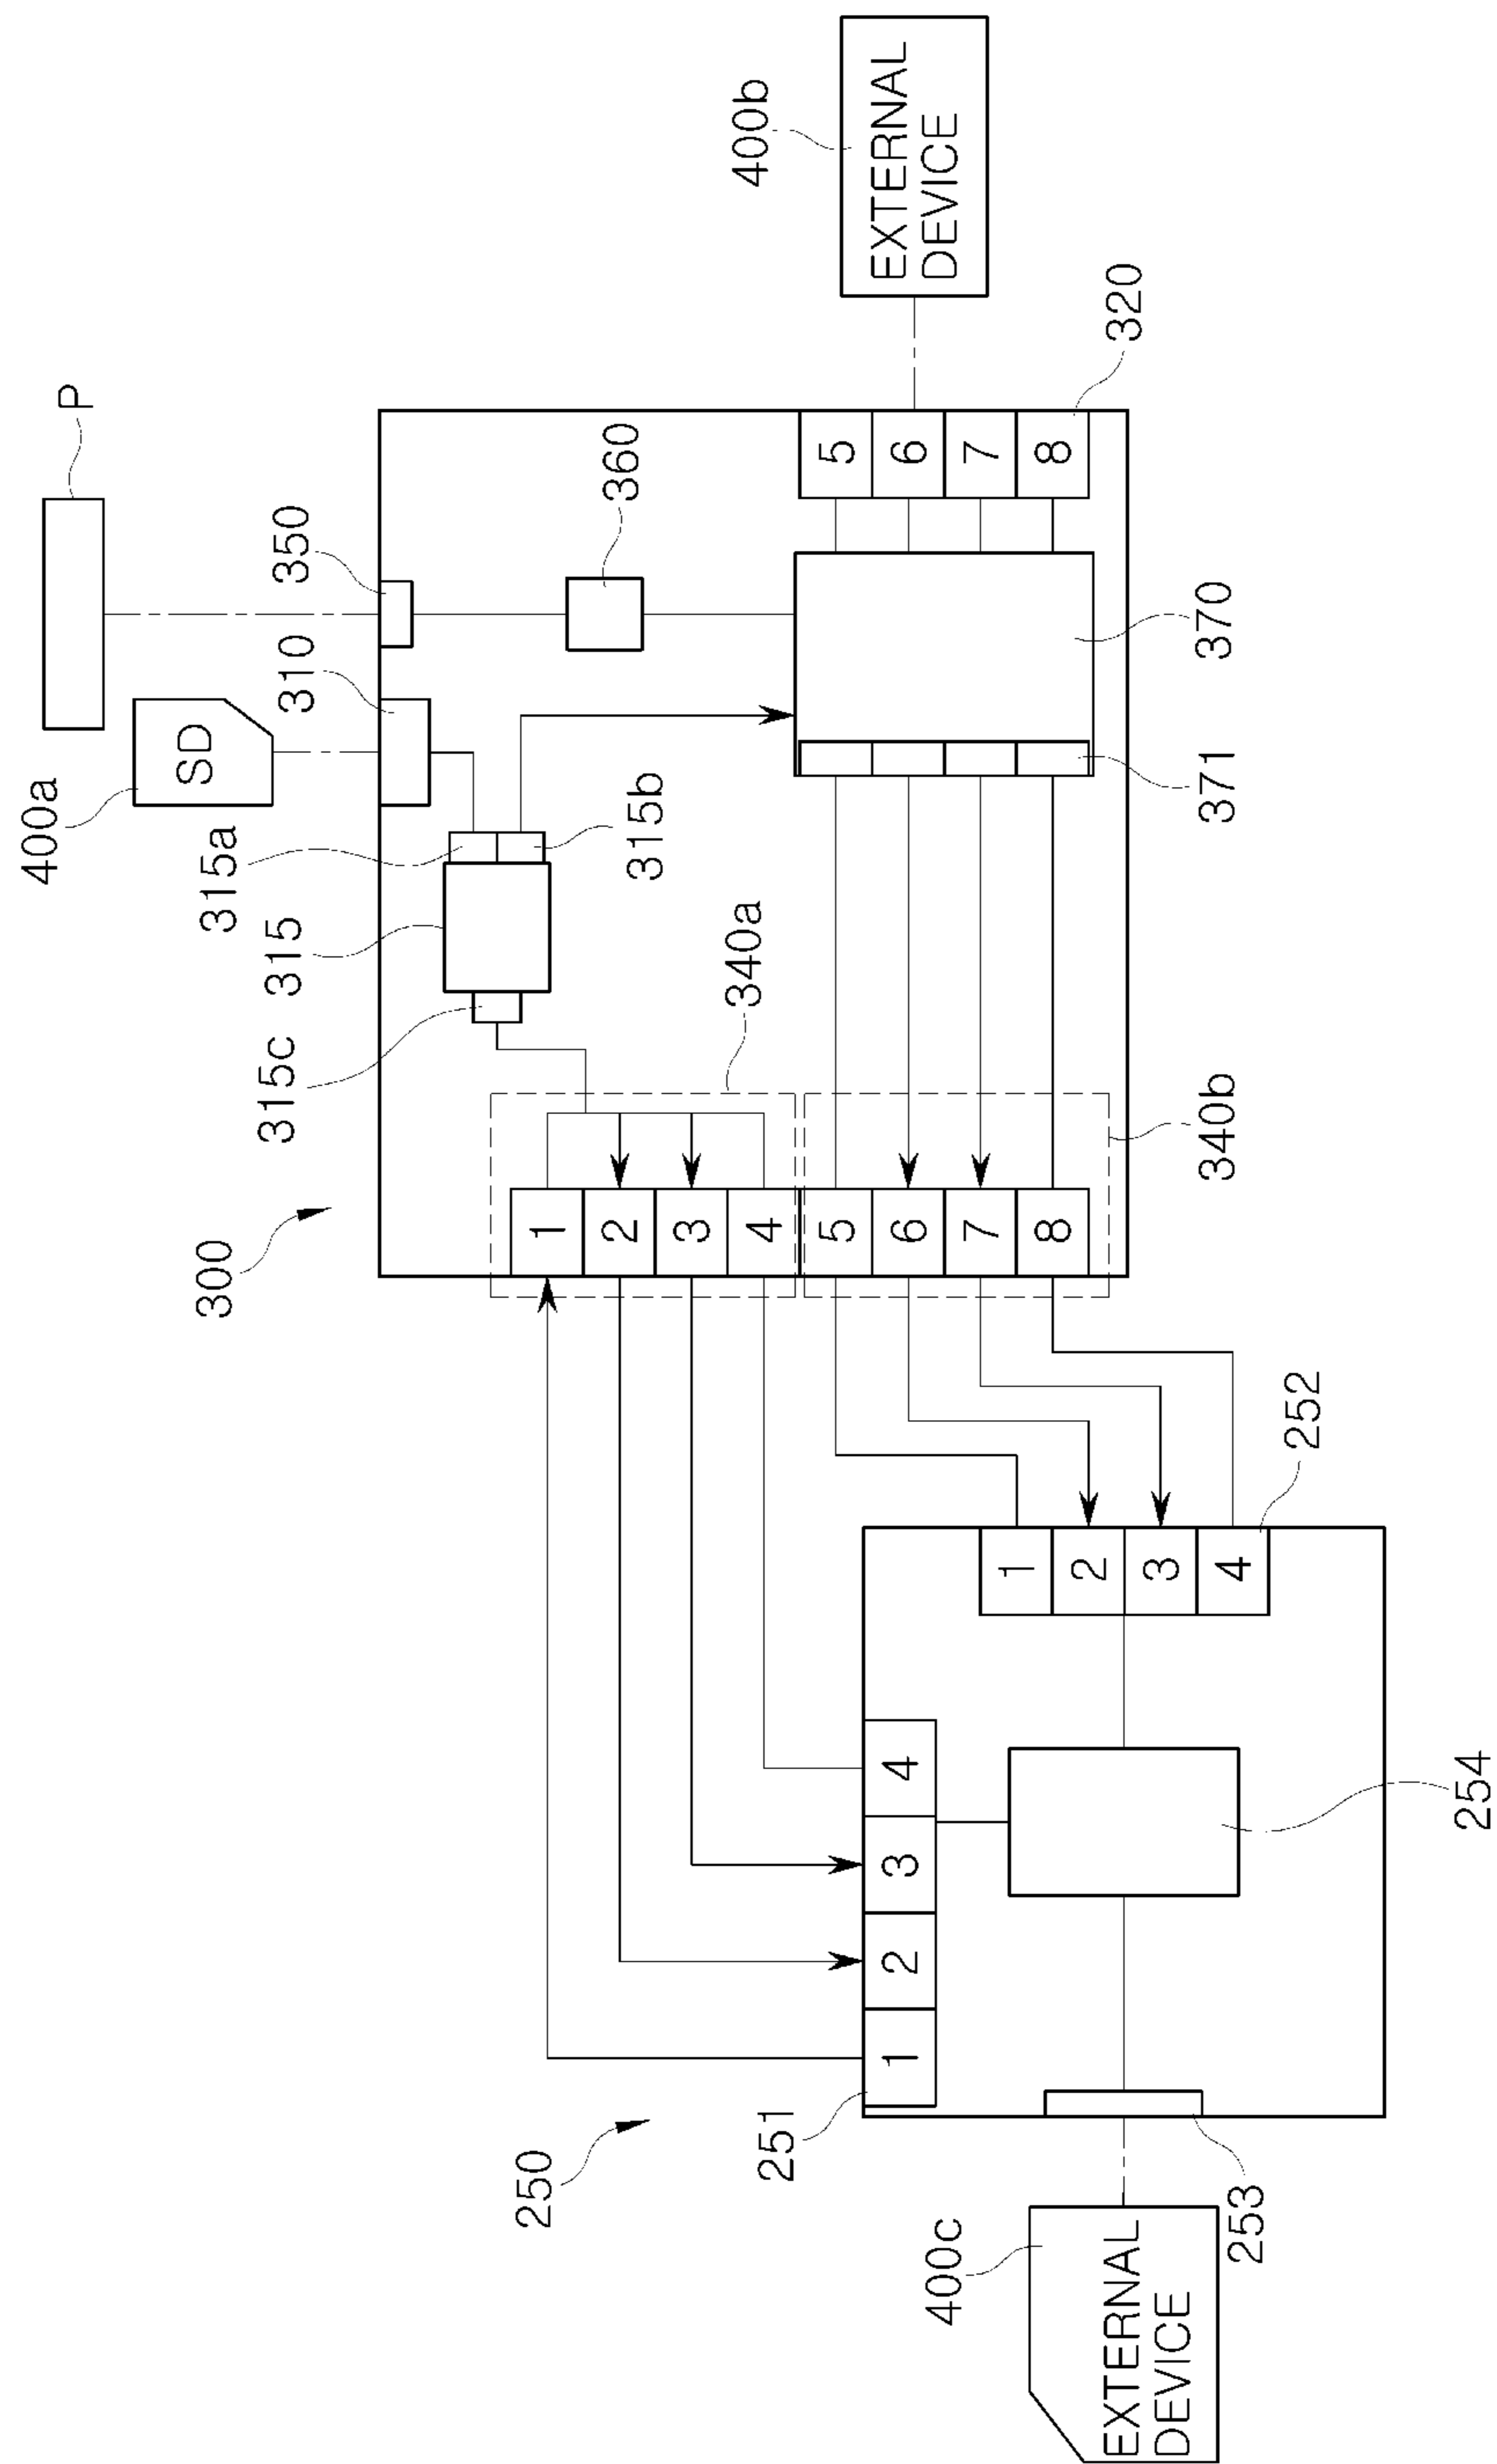 400a
P
SD
300
315a
315c
315
310
350
250
1
2
3
4
5
6
7
8
360
315b
340a
400b
EXTERNAL
DEVICE
5
6
7
8
320
251
1 2 3 4
400c
EXTERNAL
DEVICE
1
2
3
4
340b
371
370
253
252
254